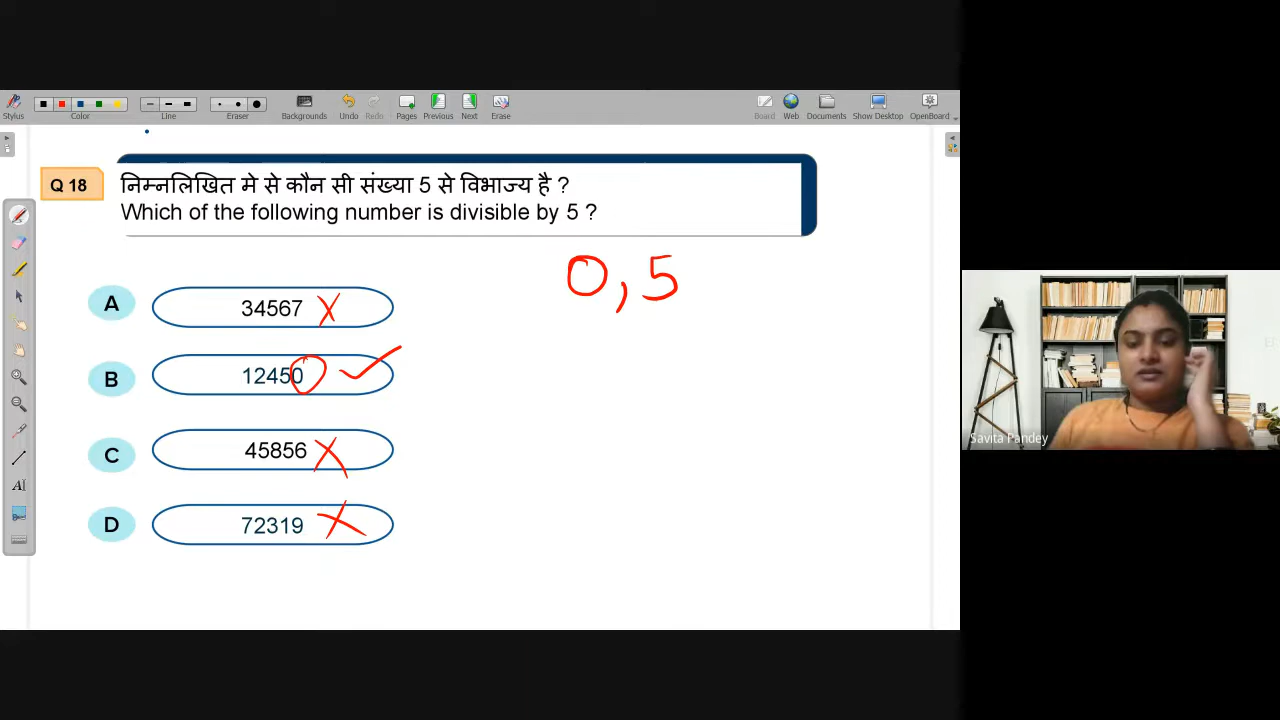 Stylus
Color
Line
Eraser
Backgrounds
Undo
Redo
Pages
Previous
Next
Erase
Board
Web
Documents
Show Desktop
OpenBoard
Q 18
निम्नलिखित मे से कौन सी संख्या 5 से विभाज्य है ?
Which of the following number is divisible by 5 ?
0, 5
A 34567 X
B 12450 ✓
C 45856 X
D 72319 X
Savita Pandey